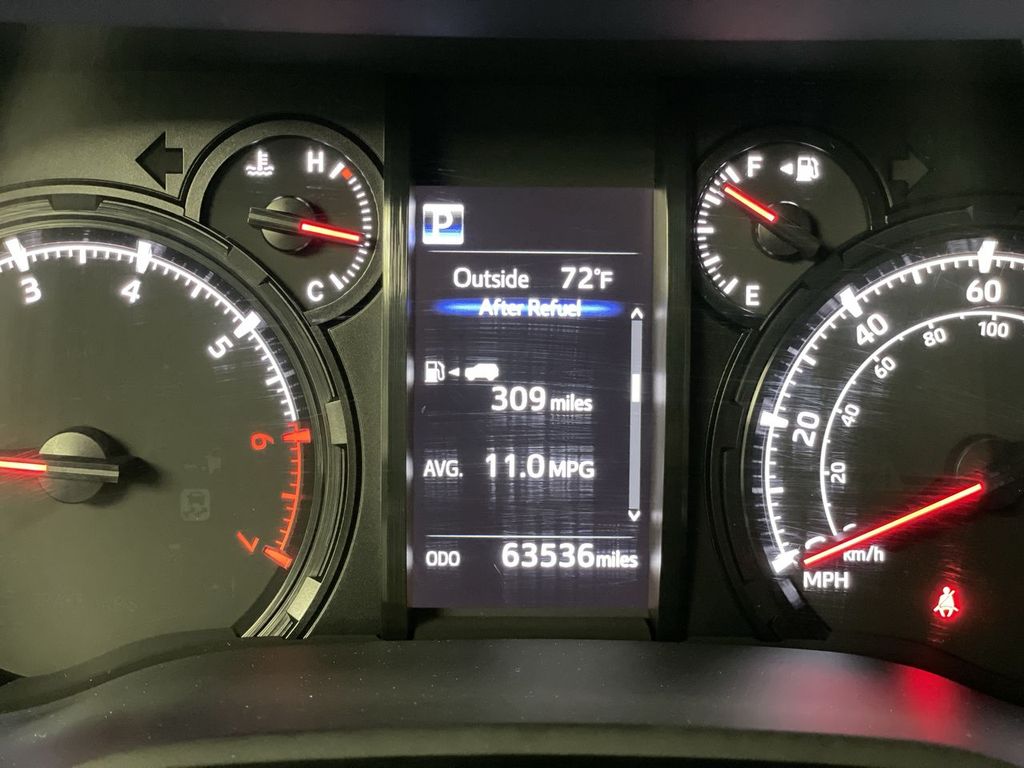 3
4
5
6
7
H
C
P
Outside 72°F
After Refuel
309 miles
AVG. 11.0 MPG
ODO 63536 miles
F
E
20
40
60
20
40
60
80
100
km/h
MPH